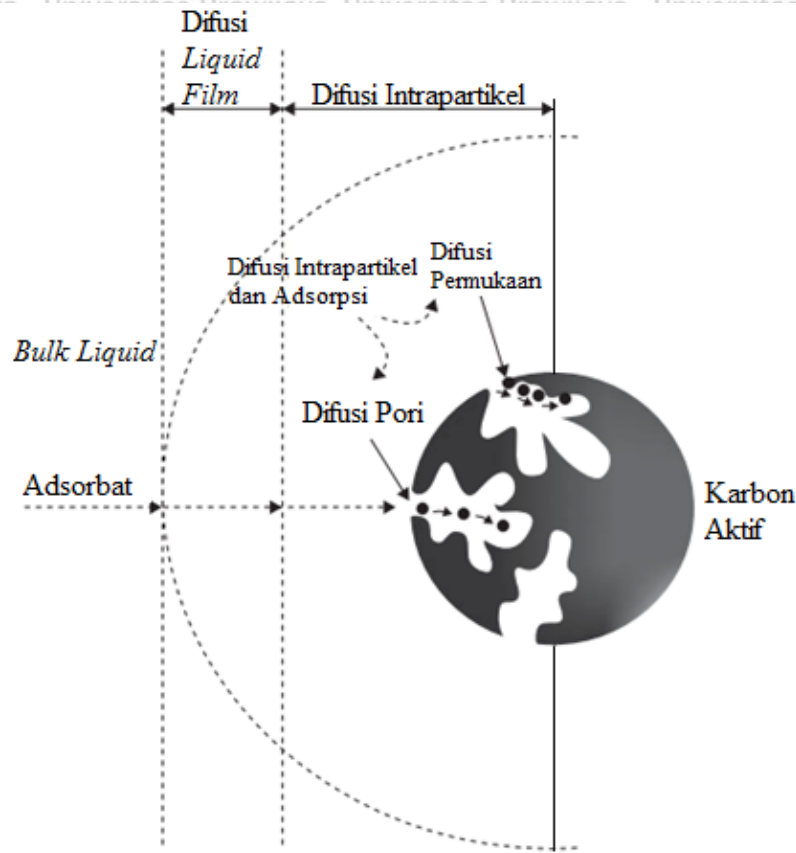 Difusi
Liquid
Film
Difusi Intrapartikel
Difusi Intrapartikel
dan Adsorpsi
Difusi
Permukaan
Bulk Liquid
Difusi Pori
Adsorbat
Karbon
Aktif